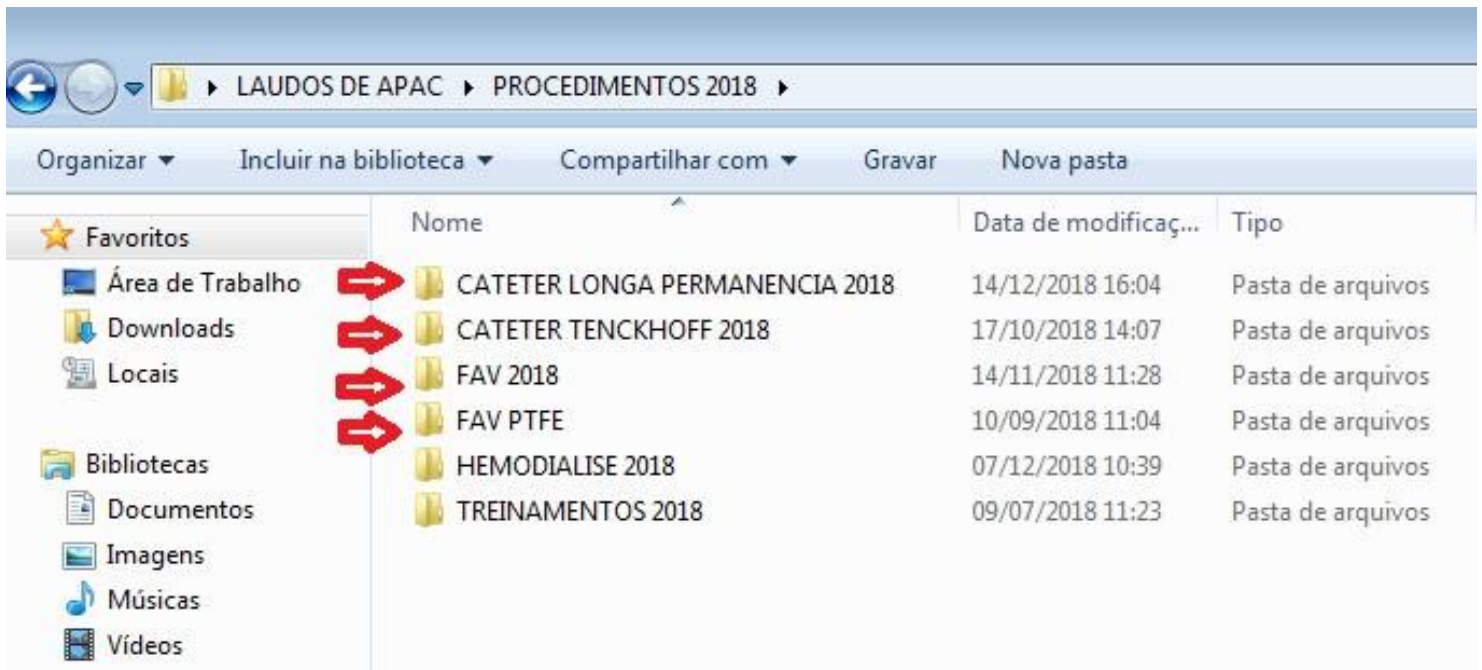 LAUDOS DE APAC PROCEDIMENTOS 2018
Organizar Incluir na biblioteca Compartilhar com Gravar Nova pasta
Favoritos
Área de Trabalho
Downloads
Locais
Bibliotecas
Documentos
Imagens
Músicas
Vídeos
Nome Data de modificaç... Tipo
CATETER LONGA PERMANENCIA 2018 14/12/2018 16:04 Pasta de arquivos
CATETER TENCKHOFF 2018 17/10/2018 14:07 Pasta de arquivos
FAV 2018 14/11/2018 11:28 Pasta de arquivos
FAV PTFE 10/09/2018 11:04 Pasta de arquivos
HEMODIALISE 2018 07/12/2018 10:39 Pasta de arquivos
TREINAMENTOS 2018 09/07/2018 11:23 Pasta de arquivos